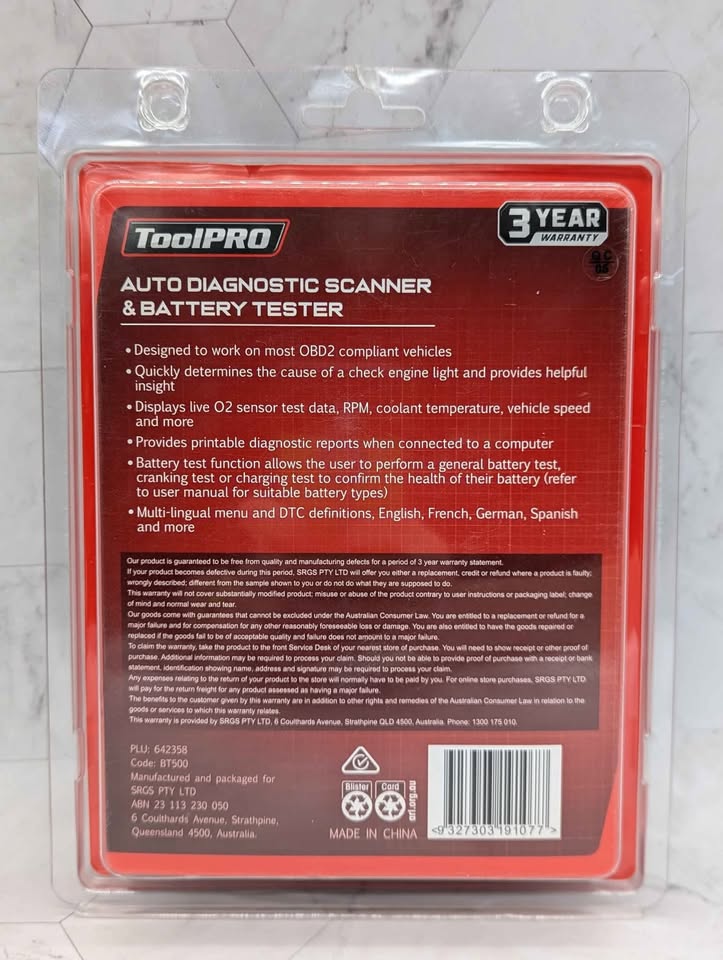 ToolPRO
3 YEAR
WARRANTY
QC
05
AUTO DIAGNOSTIC SCANNER
& BATTERY TESTER
• Designed to work on most OBD2 compliant vehicles
• Quickly determines the cause of a check engine light and provides helpful
insight
• Displays live O2 sensor test data, RPM, coolant temperature, vehicle speed
and more
• Provides printable diagnostic reports when connected to a computer
• Battery test function allows the user to perform a general battery test,
cranking test or charging test to confirm the health of their battery (refer
to user manual for suitable battery types)
• Multi-lingual menu and DTC definitions, English, French, German, Spanish
and more
Our product is guaranteed to be free from quality and manufacturing defects for a period of 3 year warranty statement.
If your product becomes defective during this period, SRGS PTY LTD will offer you either a replacement, credit or refund where a product is faulty;
wrongly described; different from the sample shown to you or do not do what they are supposed to do.
This warranty will not cover substantially modified product; misuse or abuse of the product contrary to user instructions or packaging label; change
of mind and normal wear and tear.
Our goods come with guarantees that cannot be excluded under the Australian Consumer Law. You are entitled to a replacement or refund for a
major failure and for compensation for any other reasonably foreseeable loss or damage. You are also entitled to have the goods repaired or
replaced if the goods fail to be of acceptable quality and failure does not amount to a major failure.
To claim the warranty, take the product to the front Service Desk of your nearest store of purchase. You will need to show receipt or other proof of
purchase. Additional information may be required to process your claim. Should you not be able to provide proof of purchase with a receipt or bank
statement, identification showing name, address and signature may be required to process your claim.
Any expenses relating to the return of your product to the store will normally have to be paid by you. For online store purchases, SRGS PTY LTD
will pay for the return freight for any product assessed as having a major failure.
The benefits to the customer given by this warranty are in addition to other rights and remedies of the Australian Consumer Law in relation to the
goods or services to which this warranty relates.
This warranty is provided by SRGS PTY LTD, 6 Coulthards Avenue, Strathpine QLD 4500, Australia. Phone: 1300 175 010.
PLU: 642358
Code: BT500
Manufactured and packaged for
SRGS PTY LTD
ABN 23 113 230 050
6 Coulthards Avenue, Strathpine,
Queensland 4500, Australia.
Blister
Card
arl.org.au
MADE IN CHINA
<9 327303 191077 >